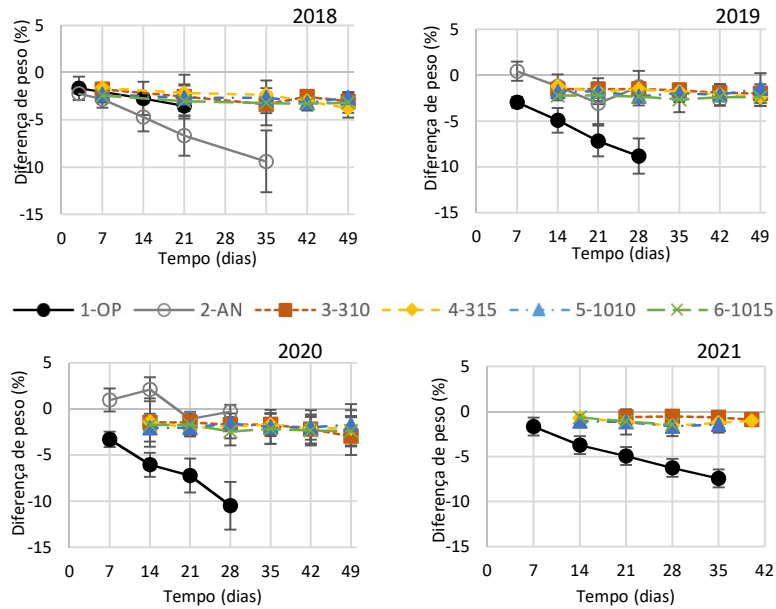 2018
Diferença de peso (%)
5
0
-5
-10
-15
0 7 14 21 28 35 42 49
Tempo (dias)
2019
Diferença de peso (%)
5
0
-5
-10
-15
0 7 14 21 28 35 42 49
Tempo (dias)
1-OP 2-AN 3-310 4-315 5-1010 6-1015
2020
Diferença de peso (%)
5
0
-5
-10
-15
0 7 14 21 28 35 42 49
Tempo (dias)
2021
Diferença de peso (%)
5
0
-5
-10
-15
0 7 14 21 28 35 42
Tempo (dias)